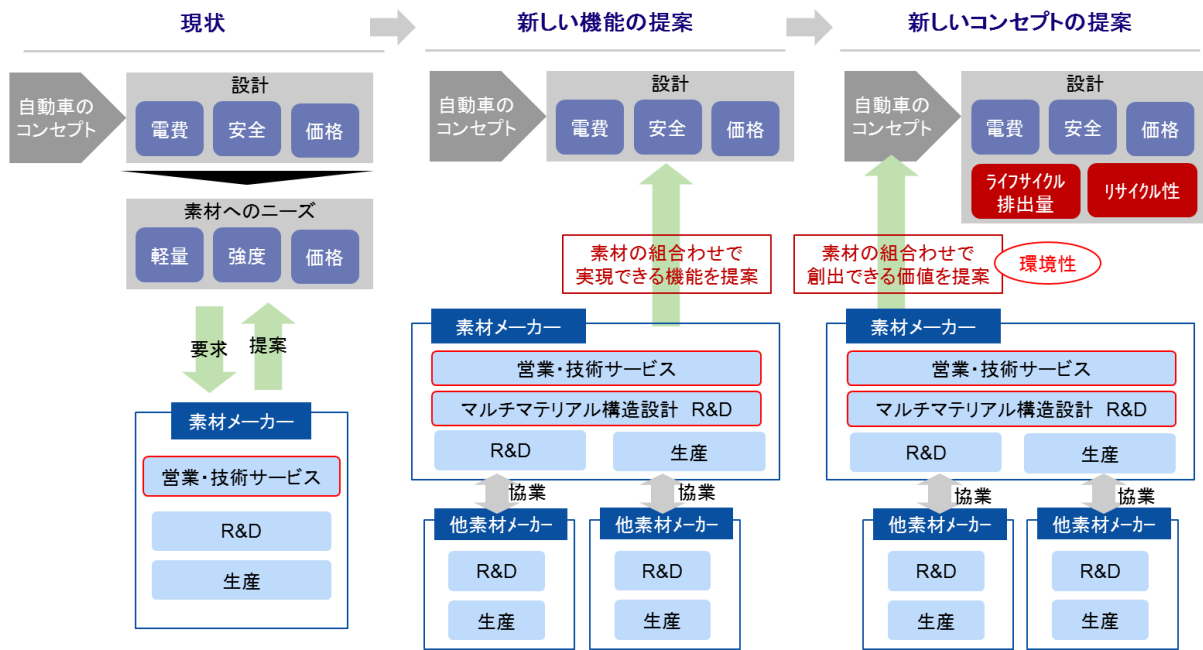 現状
自動車の
コンセプト
設計
電費
安全
価格
素材へのニーズ
軽量
強度
価格
要求
提案
素材メーカー
営業・技術サービス
R&D
生産
新しい機能の提案
自動車の
コンセプト
設計
電費
安全
価格
素材の組合わせで
実現できる機能を提案
素材メーカー
営業・技術サービス
マルチマテリアル構造設計 R&D
R&D
生産
協業
協業
他素材メーカー
R&D
生産
他素材メーカー
R&D
生産
新しいコンセプトの提案
自動車の
コンセプト
設計
電費
安全
価格
ライフサイクル
排出量
リサイクル性
素材の組合わせで
創出できる価値を提案
環境性
素材メーカー
営業・技術サービス
マルチマテリアル構造設計 R&D
R&D
生産
協業
協業
他素材メーカー
R&D
生産
他素材メーカー
R&D
生産